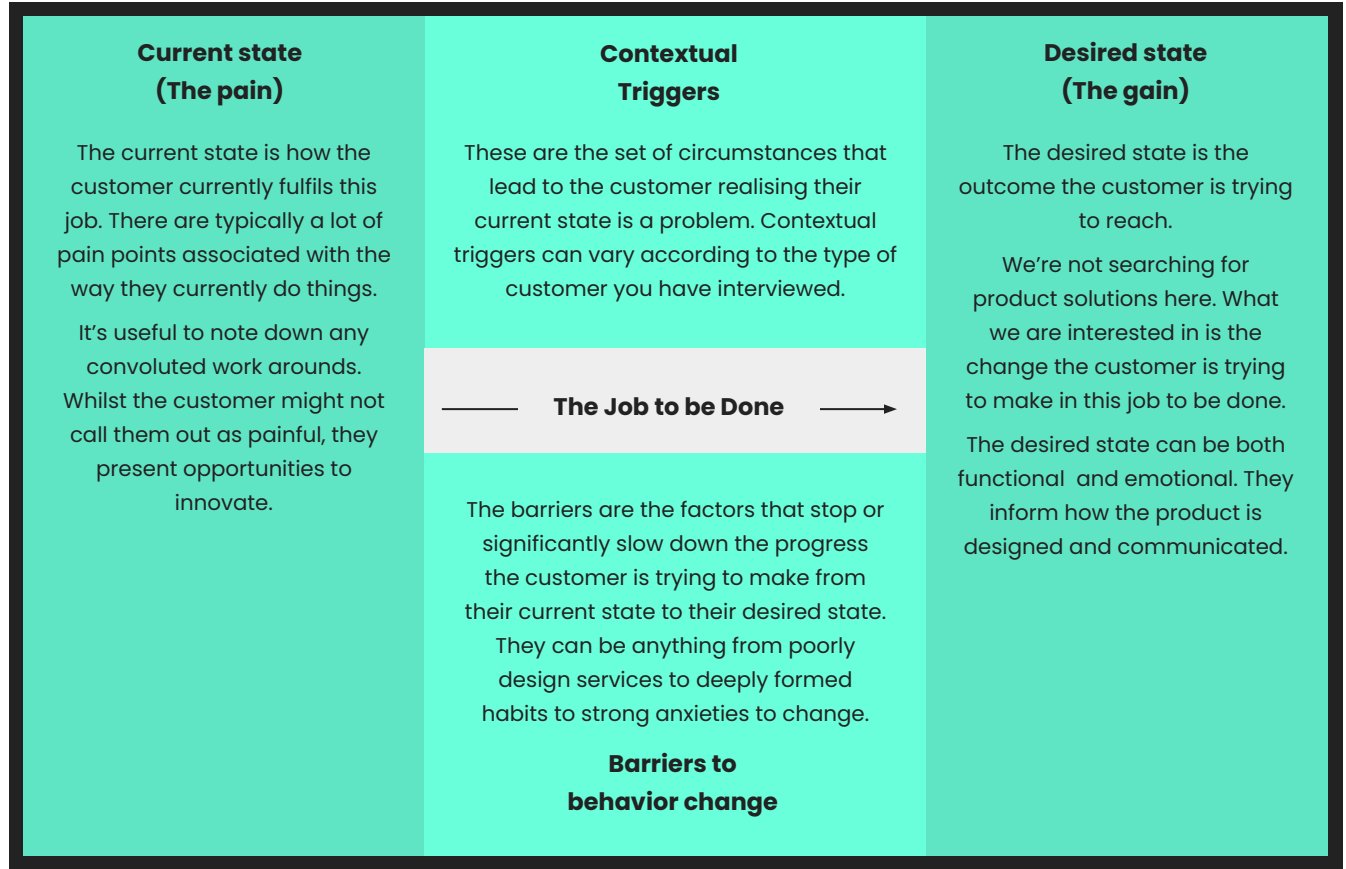 Current state
(The pain)
The current state is how the
customer currently fulfils this
job. There are typically a lot of
pain points associated with the
way they currently do things.
It’s useful to note down any
convoluted work arounds.
Whilst the customer might not
call them out as painful, they
present opportunities to
innovate.
Contextual
Triggers
These are the set of circumstances that
lead to the customer realising their
current state is a problem. Contextual
triggers can vary according to the type of
customer you have interviewed.
The Job to be Done
The barriers are the factors that stop or
significantly slow down the progress
the customer is trying to make from
their current state to their desired state.
They can be anything from poorly
design services to deeply formed
habits to strong anxieties to change.
Barriers to
behavior change
Desired state
(The gain)
The desired state is the
outcome the customer is trying
to reach.
We’re not searching for
product solutions here. What
we are interested in is the
change the customer is trying
to make in this job to be done.
The desired state can be both
functional  and emotional. They
inform how the product is
designed and communicated.